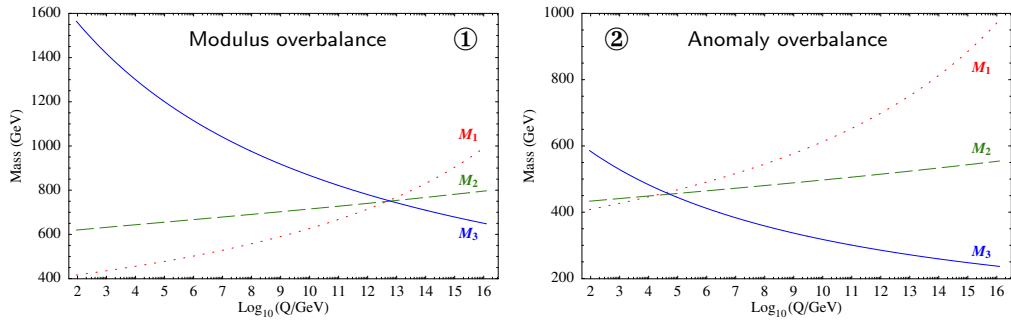 Modulus overbalance ①
1600
1400
1200
1000
800
600
400
Mass (GeV)
M₁
M₂
M₃
2 3 4 5 6 7 8 9 10 11 12 13 14 15 16
Log₁₀(Q/GeV)
② Anomaly overbalance
1000
800
600
400
200
Mass (GeV)
M₁
M₂
M₃
2 3 4 5 6 7 8 9 10 11 12 13 14 15 16
Log₁₀(Q/GeV)